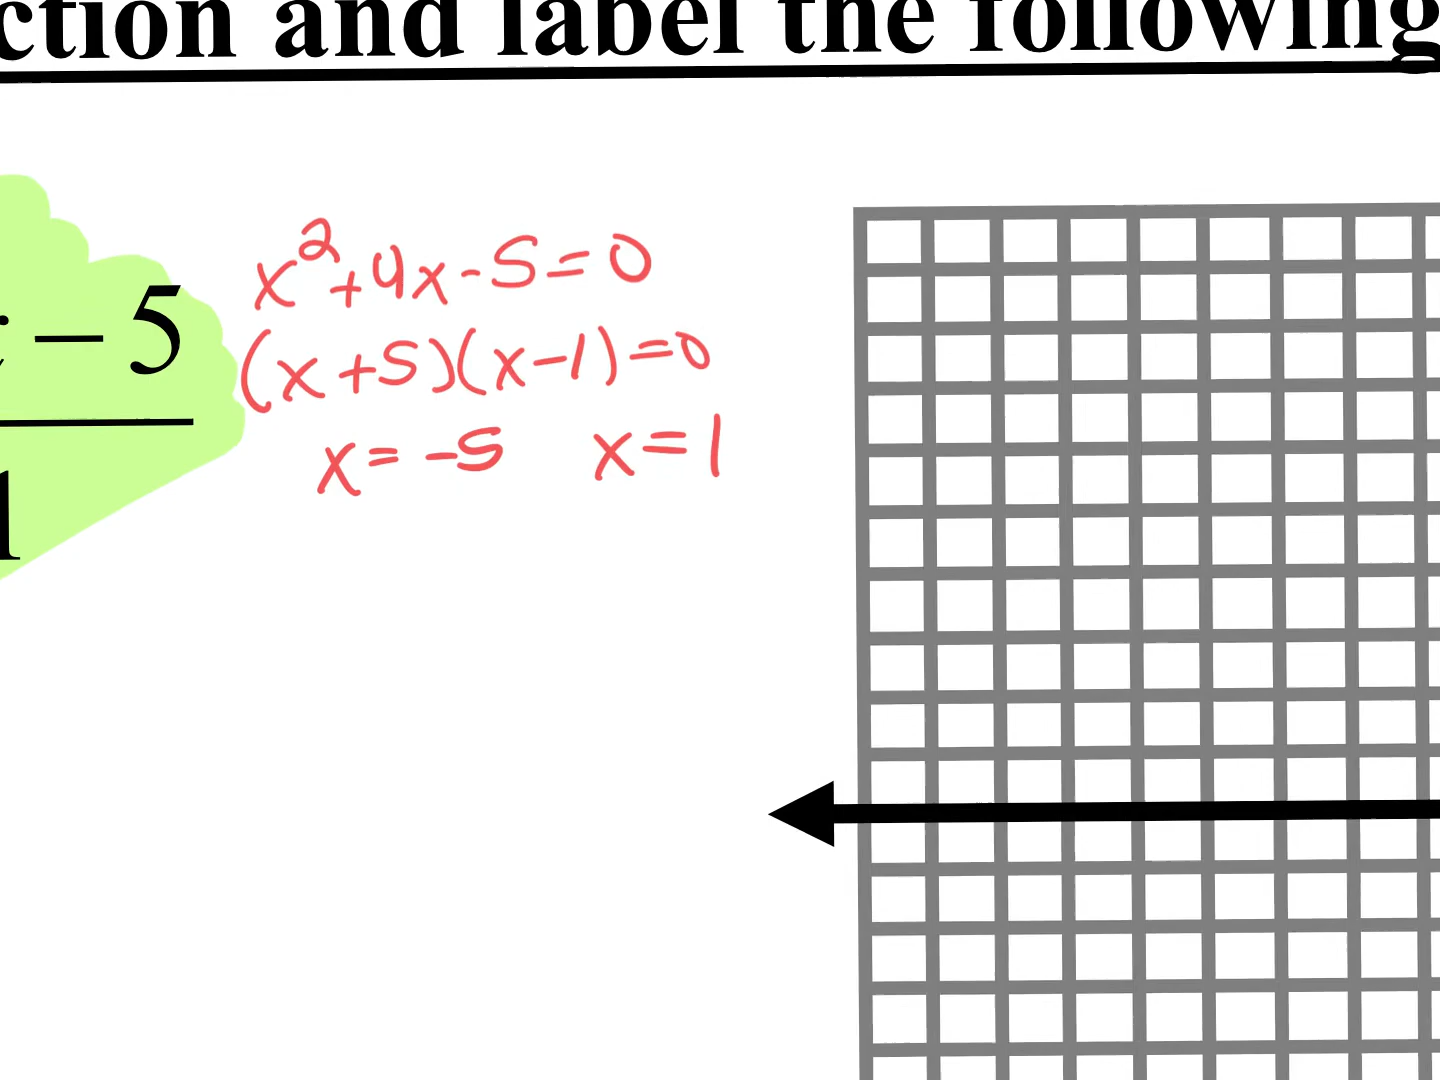 ction and label the following
x²+4x-5=0
– 5
(x+5)(x-1)=0
x=-5 x=1
1